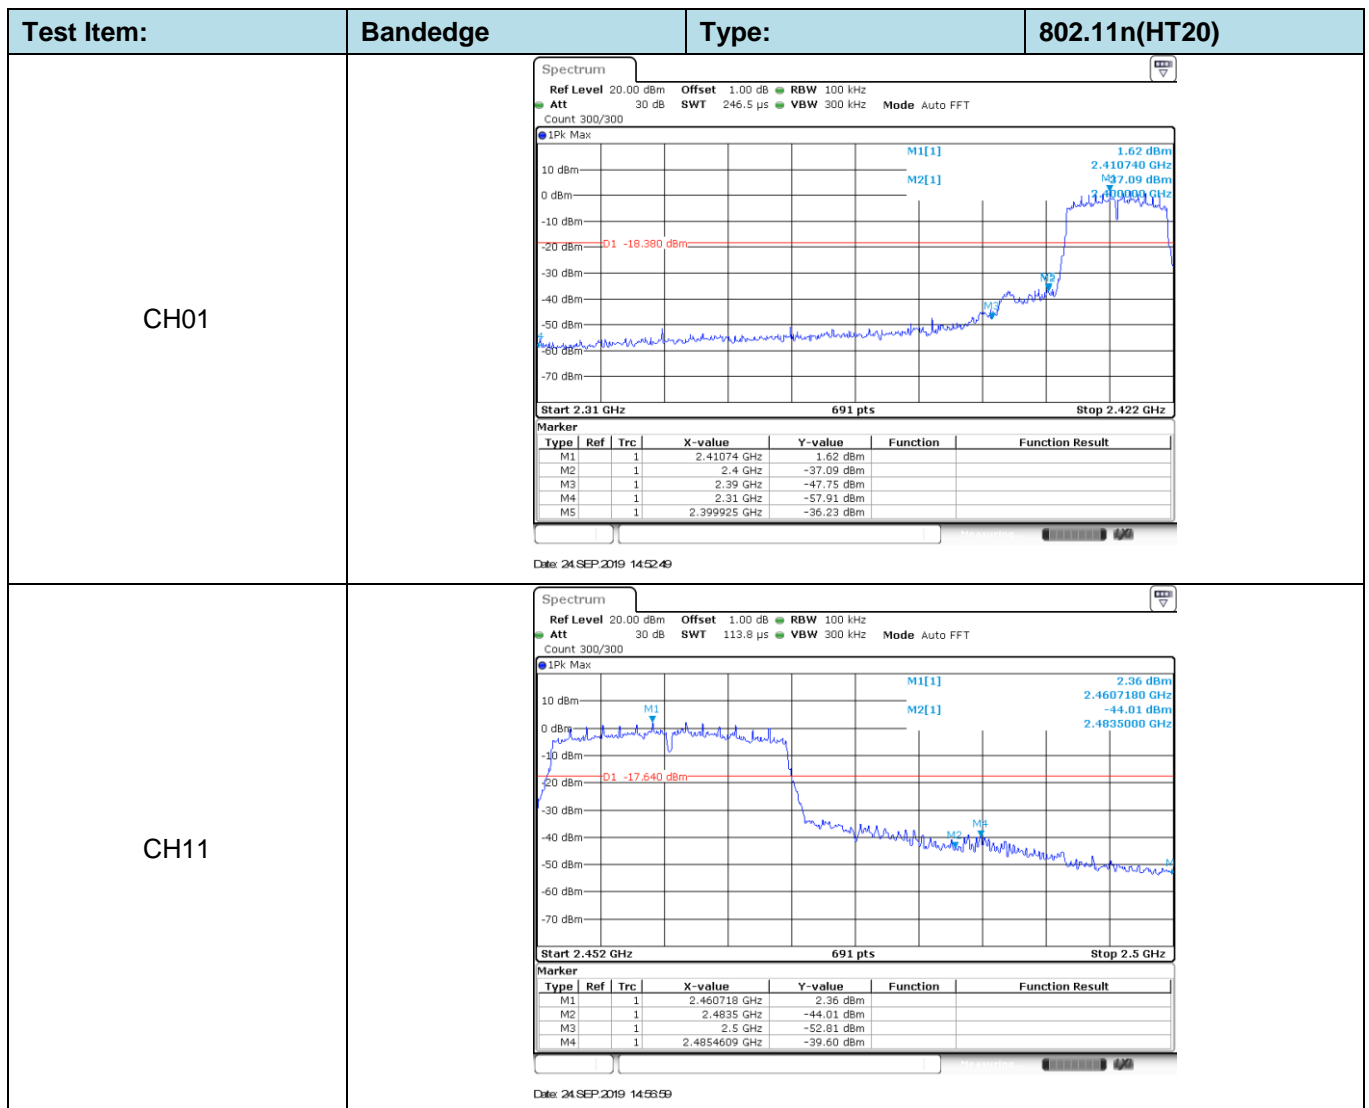 Test Item: Bandedge Type: 802.11n(HT20)
CH01
Spectrum
Ref Level 20.00 dBm Offset 1.00 dB RBW 100 kHz
Att 30 dB SWT 246.5 µs VBW 300 kHz Mode Auto FFT
Count 300/300
1Pk Max
M1[1] 1.62 dBm
2.410740 GHz
M2[1] -37.09 dBm
2.400000 GHz
M1
10 dBm
0 dBm
-10 dBm
D1 -18.380 dBm
-20 dBm
-30 dBm
M2
-40 dBm
M3
-50 dBm
-60 dBm
-70 dBm
Start 2.31 GHz 691 pts Stop 2.422 GHz
Marker
Type Ref Trc X-value Y-value Function Function Result
M1 1 2.41074 GHz 1.62 dBm
M2 1 2.4 GHz -37.09 dBm
M3 1 2.39 GHz -47.75 dBm
M4 1 2.31 GHz -57.91 dBm
M5 1 2.399925 GHz -36.23 dBm
Measuring
Date: 24.SEP.2019 14:52:49
CH11
Spectrum
Ref Level 20.00 dBm Offset 1.00 dB RBW 100 kHz
Att 30 dB SWT 113.8 µs VBW 300 kHz Mode Auto FFT
Count 300/300
1Pk Max
M1[1] 2.36 dBm
2.4607180 GHz
M2[1] -44.01 dBm
2.4835000 GHz
10 dBm
M1
0 dBm
-10 dBm
D1 -17.640 dBm
-20 dBm
-30 dBm
M4
-40 dBm
M2
-50 dBm
-60 dBm
-70 dBm
Start 2.452 GHz 691 pts Stop 2.5 GHz
Marker
Type Ref Trc X-value Y-value Function Function Result
M1 1 2.460718 GHz 2.36 dBm
M2 1 2.4835 GHz -44.01 dBm
M3 1 2.5 GHz -52.81 dBm
M4 1 2.4854609 GHz -39.60 dBm
Date: 24.SEP.2019 14:56:59